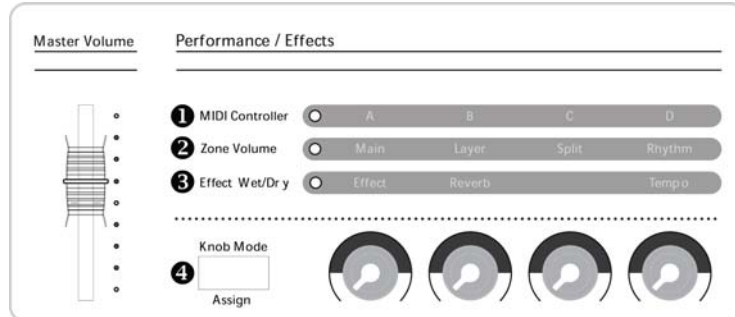 Master Volume
Performance / Effects
1 MIDI Controller A B C D
2 Zone Volume Main Layer Split Rhythm
3 Effect Wet/Dr y Effect Reverb Tempo
Knob Mode
4
Assign